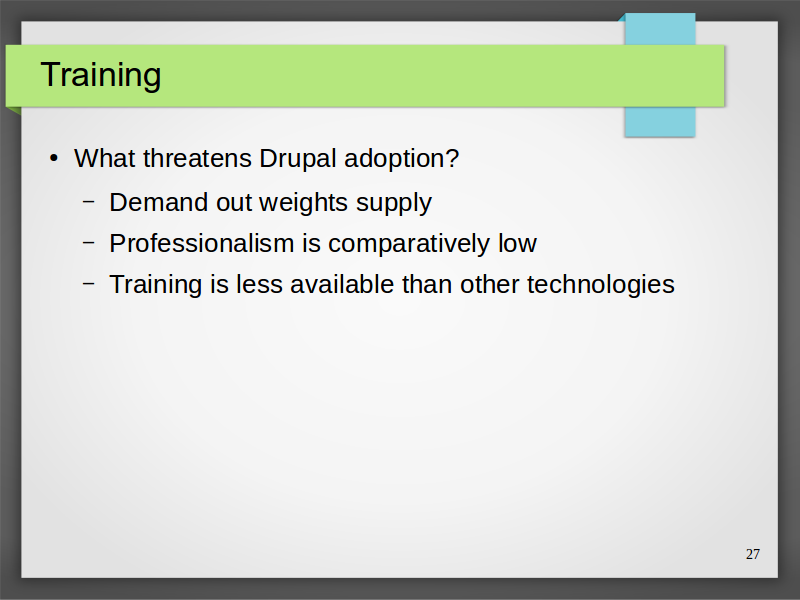 Training
• What threatens Drupal adoption?
– Demand out weights supply
– Professionalism is comparatively low
– Training is less available than other technologies
27